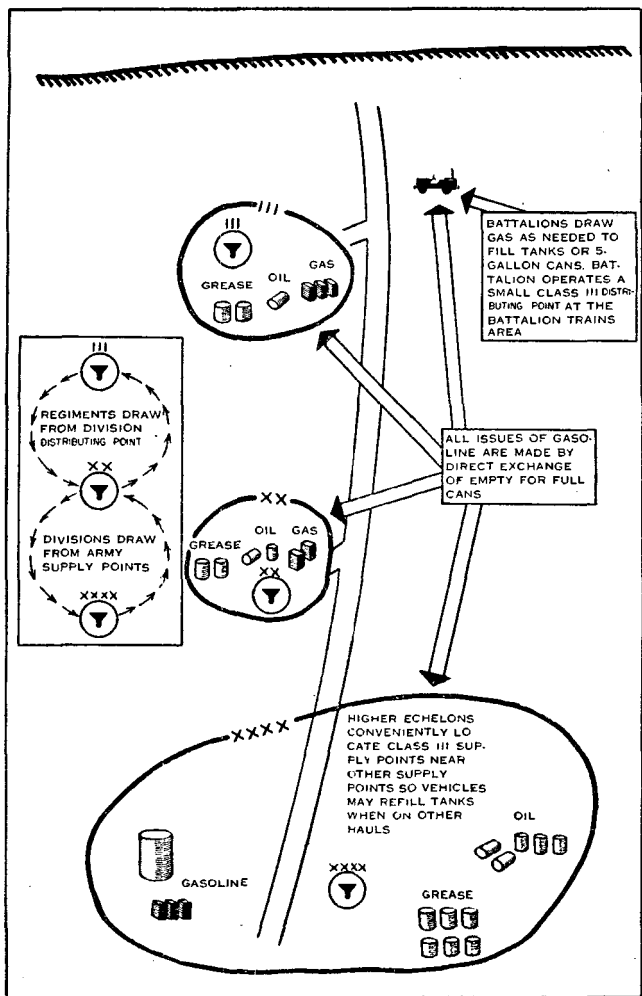 III
III
GREASE
OIL
GAS
BATTALIONS DRAW
GAS AS NEEDED TO
FILL TANKS OR 5-
GALLON CANS. BAT-
TALION OPERATES A
SMALL CLASS III DISTRI-
BUTING POINT AT THE
BATTALION TRAINS
AREA
III
REGIMENTS DRAW
FROM DIVISION
DISTRIBUTING POINT
XX
DIVISIONS DRAW
FROM ARMY
SUPPLY POINTS
XXXX
ALL ISSUES OF GASO-
LINE ARE MADE BY
DIRECT EXCHANGE
OF EMPTY FOR FULL
CANS
XX
GREASE
OIL
GAS
XX
XXXX
HIGHER ECHELONS
CONVENIENTLY LO
CATE CLASS III SUP-
PLY POINTS NEAR
OTHER SUPPLY
POINTS SO VEHICLES
MAY REFILL TANKS
WHEN ON OTHER
HAULS
GASOLINE
XXXX
OIL
GREASE